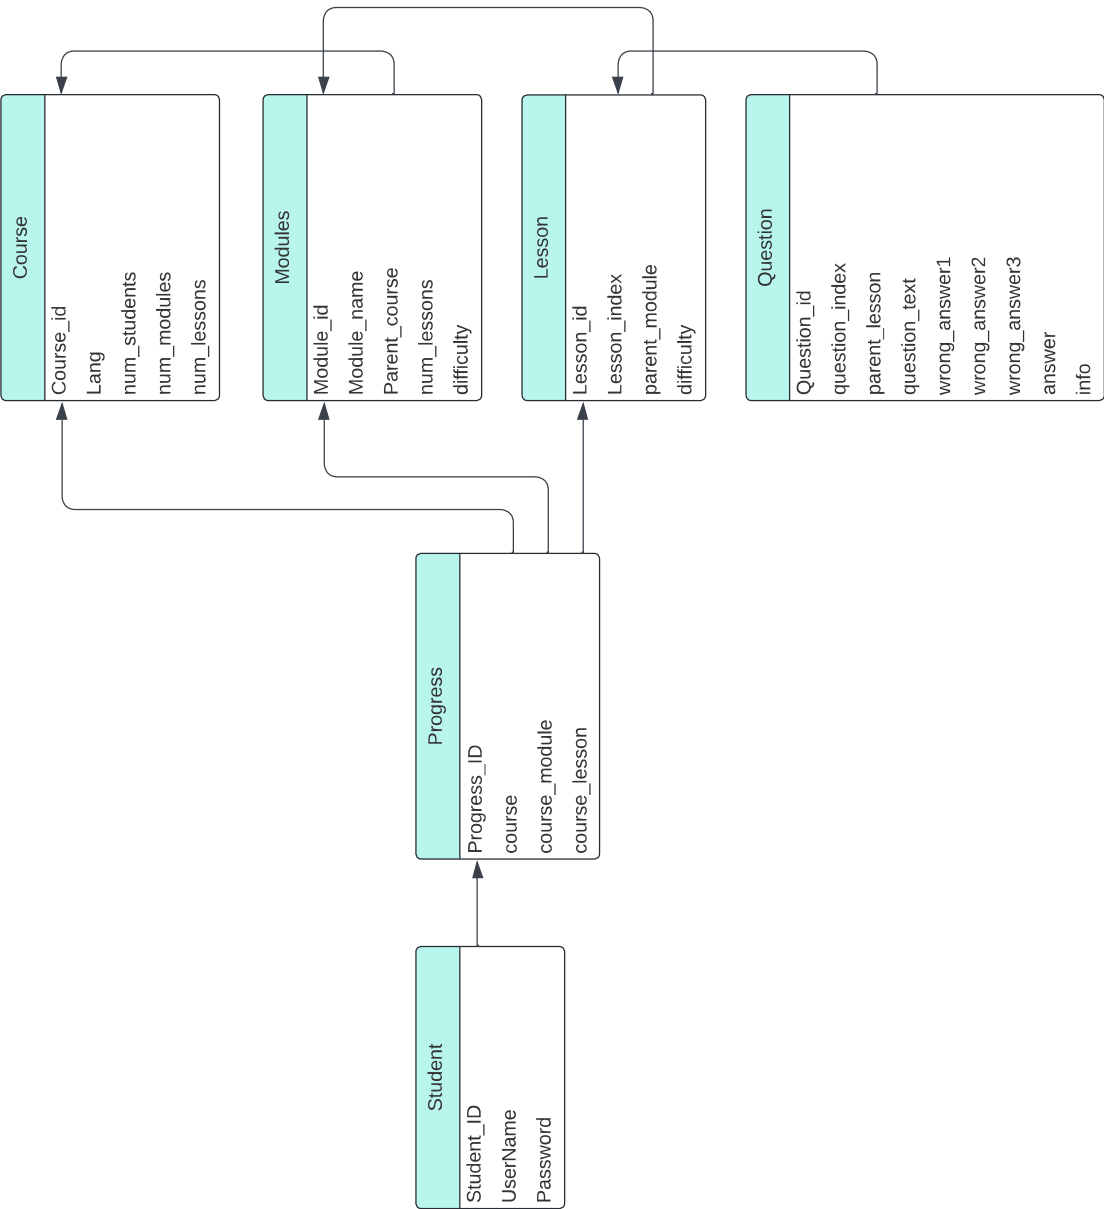 Course
Course_id
Lang
num_students
num_modules
num_lessons
Modules
Module_id
Module_name
Parent_course
num_lessons
difficulty
Lesson
Lesson_id
Lesson_index
parent_module
difficulty
Question
Question_id
question_index
parent_lesson
question_text
wrong_answer1
wrong_answer2
wrong_answer3
answer
info
Progress
Progress_ID
course
course_module
course_lesson
Student
Student_ID
UserName
Password